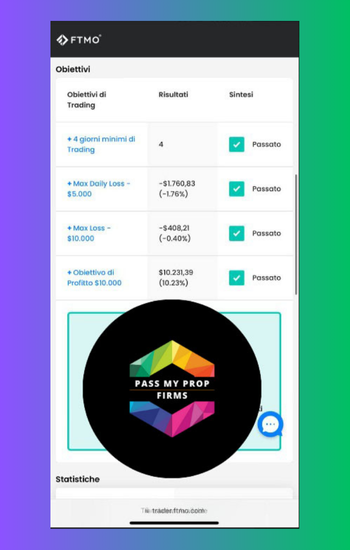 FTMO
Obiettivi
Obiettivi di Trading Risultati Sintesi
+ 4 giorni minimi di Trading 4 Passato
+ Max Daily Loss - $5.000 -$1.760,83 (-1.76%) Passato
+ Max Loss - $10.000 -$408,21 (-0.40%) Passato
+ Obiettivo di Profitto $10.000 $10.231,39 (10.23%) Passato
PASS MY PROP
FIRMS
Statistiche
trader.ftmo.com